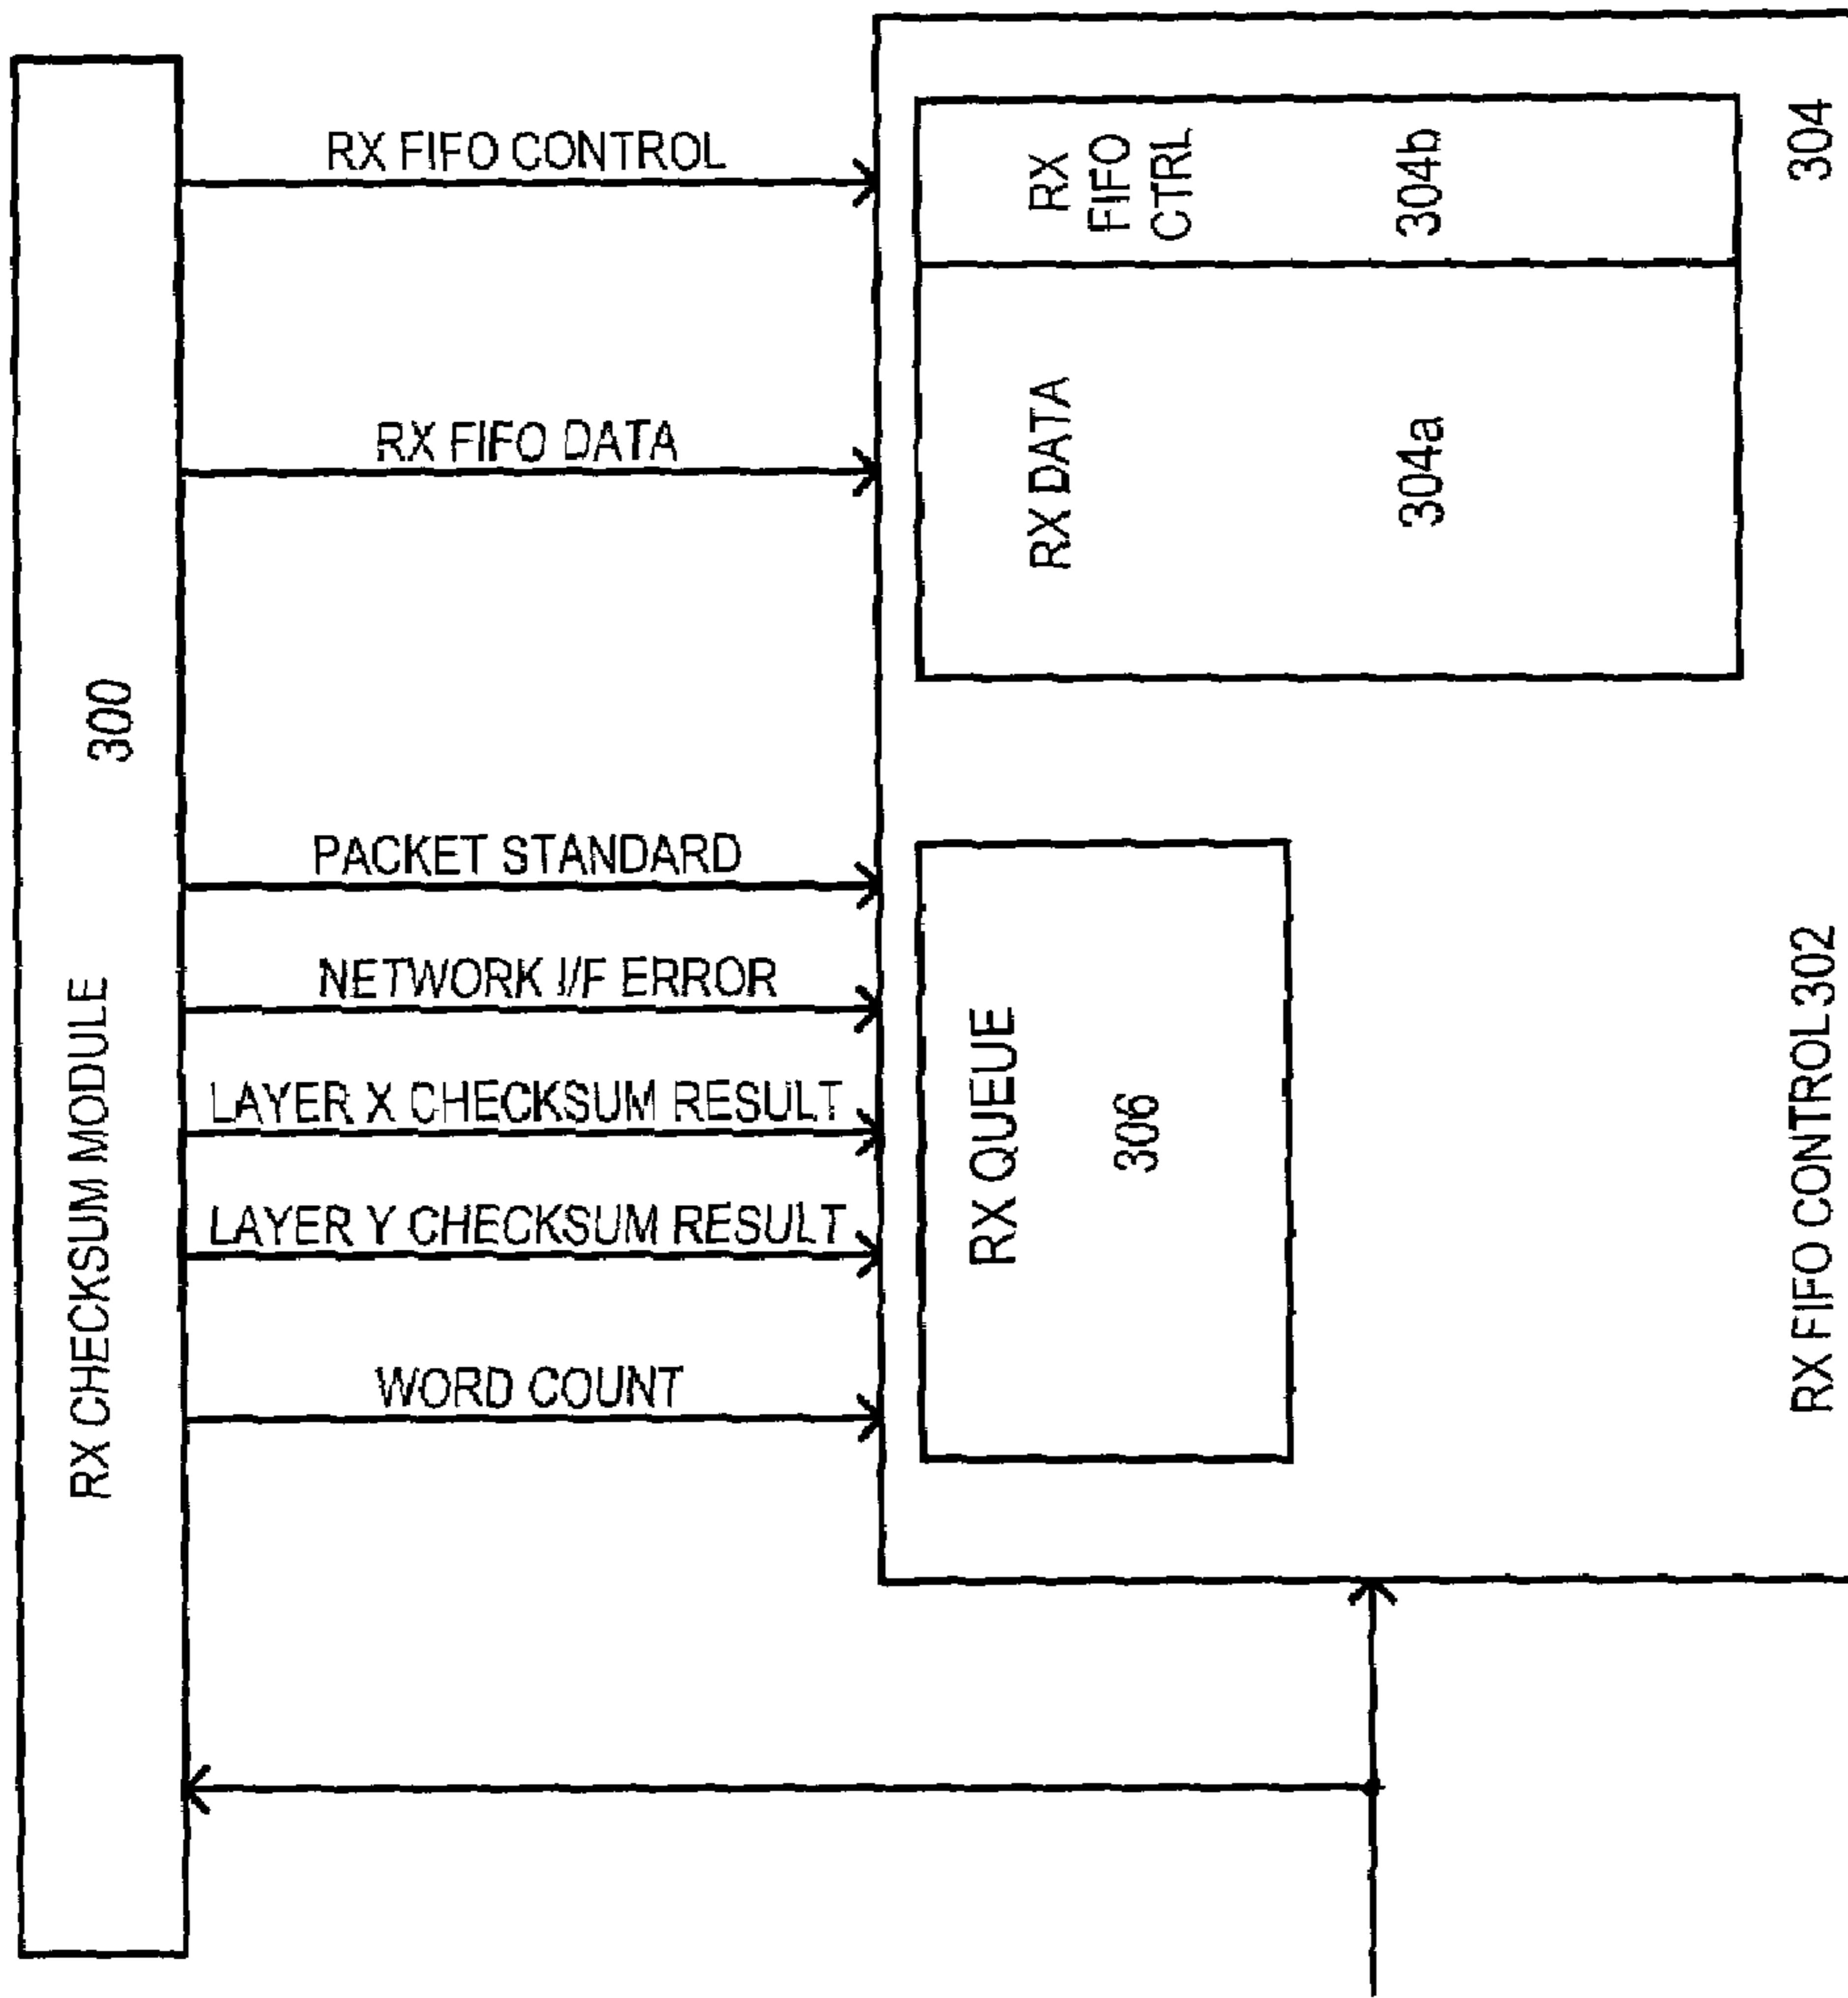 RX CHECKSUM MODULE
300
RX FIFO CONTROL
RX FIFO DATA
PACKET STANDARD
NETWORK I/F ERROR
LAYER X CHECKSUM RESULT
LAYER Y CHECKSUM RESULT
WORD COUNT
RX
FIFO
CTRL
304b
RX DATA
304a
304
RX QUEUE
306
RX FIFO CONTROL 302